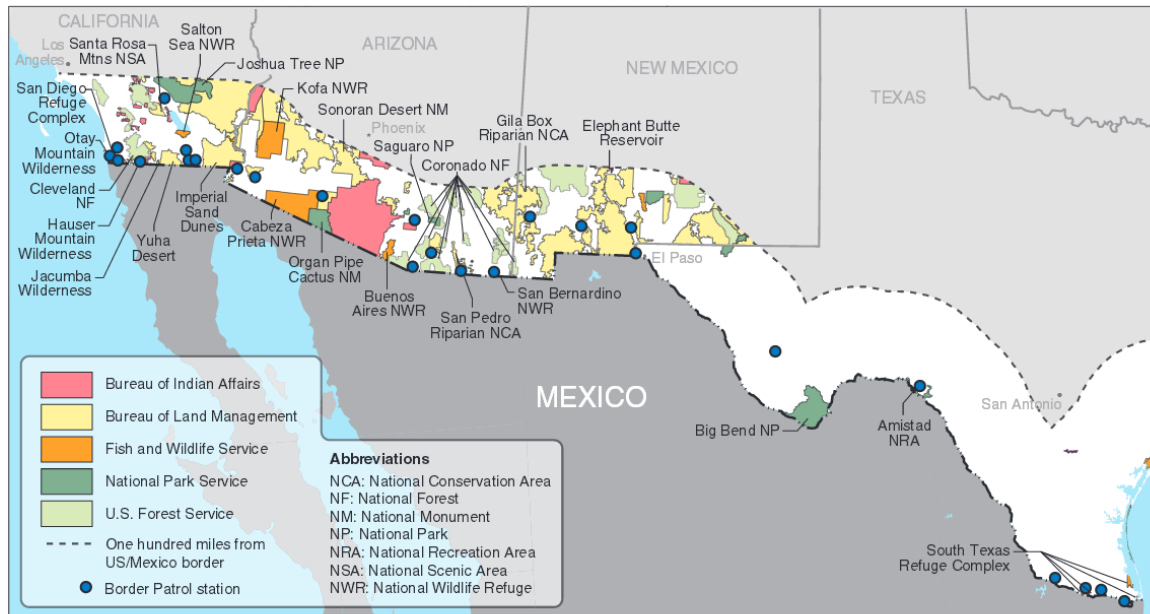 CALIFORNIA
Los
Angeles
Santa Rosa
Mtns NSA
Salton
Sea NWR
Joshua Tree NP
ARIZONA
Kofa NWR
Sonoran Desert NM
Phoenix
Saguaro NP
Coronado NF
NEW MEXICO
Gila Box
Riparian NCA
Elephant Butte
Reservoir
TEXAS
San Diego
Refuge
Complex
Otay
Mountain
Wilderness
Cleveland
NF
Hauser
Mountain
Wilderness
Jacumba
Wilderness
Yuha
Desert
Imperial
Sand
Dunes
Cabeza
Prieta NWR
Organ Pipe
Cactus NM
Buenos
Aires NWR
San Pedro
Riparian NCA
San Bernardino
NWR
El Paso
MEXICO
Big Bend NP
Amistad
NRA
San Antonio
South Texas
Refuge Complex
Bureau of Indian Affairs
Bureau of Land Management
Fish and Wildlife Service
National Park Service
U.S. Forest Service
One hundred miles from
US/Mexico border
Border Patrol station
Abbreviations
NCA: National Conservation Area
NF: National Forest
NM: National Monument
NP: National Park
NRA: National Recreation Area
NSA: National Scenic Area
NWR: National Wildlife Refuge